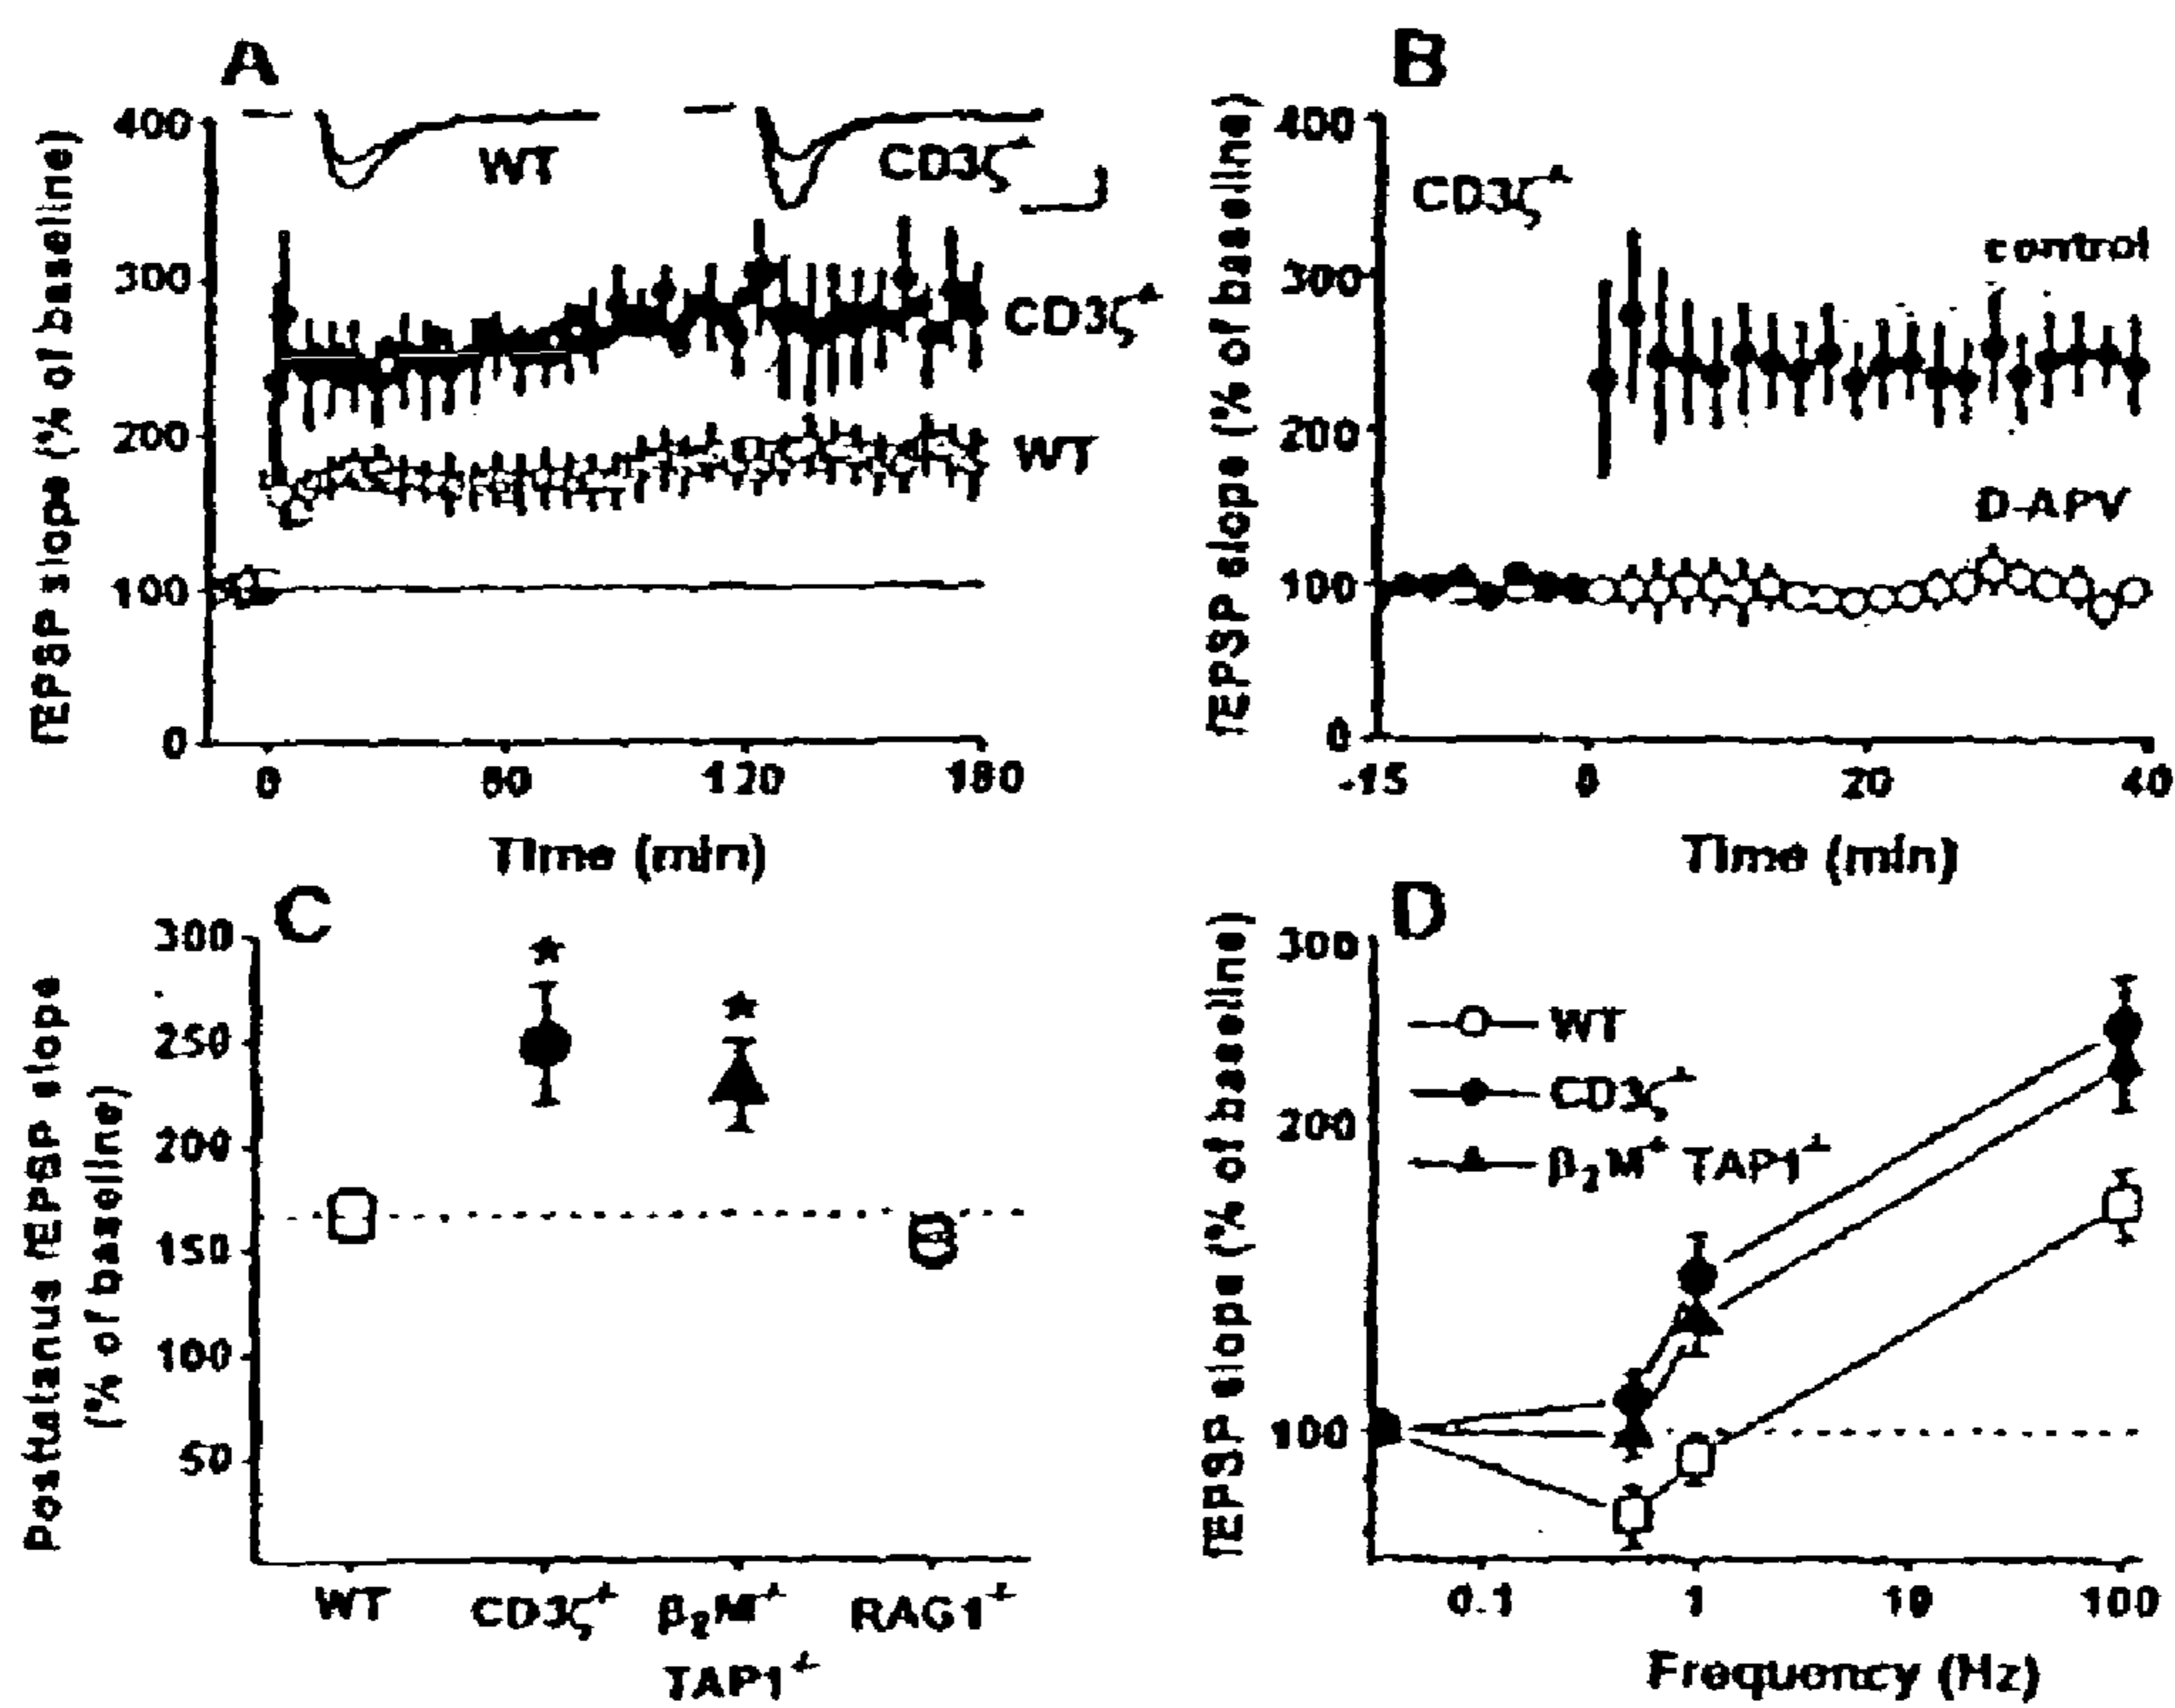 A
fEPSP slope (% of baseline)
400
300
200
100
0
WT
CD3ζ-/-
CD3ζ-/-
WT
0
60
120
180
Time (min)
B
fEPSP slope (% of baseline)
400
300
200
100
0
CD3ζ-/-
control
D-APV
-15
0
20
40
Time (min)
C
Posttetanus fEPSP slope
(% of baseline)
300
250
200
150
100
50
*
*
WT
CD3ζ-/-
β2M-/-
TAP1-/-
RAG1-/-
D
fEPSP slope (% of baseline)
300
200
100
WT
CD3ζ-/-
β2M-/- TAP1-/-
0.1
1
10
100
Frequency (Hz)